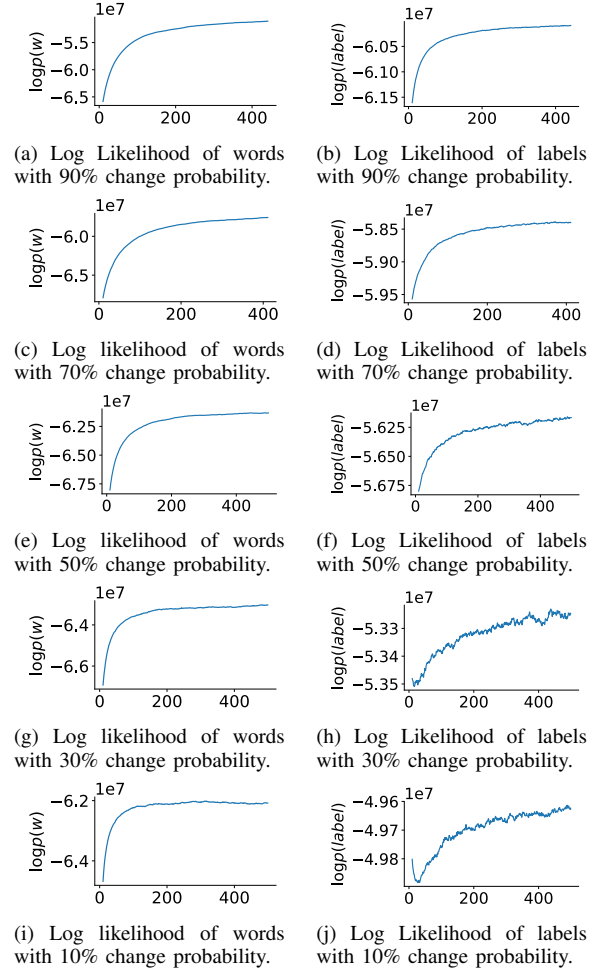 1e7
logp(w)
−5.5
−6.0
−6.5
0 200 400
(a) Log Likelihood of words
with 90% change probability.
1e7
logp(label)
−6.05
−6.10
−6.15
0 200 400
(b) Log Likelihood of labels
with 90% change probability.
1e7
logp(w)
−6.0
−6.5
0 200 400
(c) Log likelihood of words
with 70% change probability.
1e7
logp(label)
−5.85
−5.90
−5.95
0 200 400
(d) Log Likelihood of labels
with 70% change probability.
1e7
logp(w)
−6.25
−6.50
−6.75
0 200 400
(e) Log likelihood of words
with 50% change probability.
1e7
logp(label)
−5.625
−5.650
−5.675
0 200 400
(f) Log Likelihood of labels
with 50% change probability.
1e7
logp(w)
−6.4
−6.6
0 200 400
(g) Log likelihood of words
with 30% change probability.
1e7
logp(label)
−5.33
−5.34
−5.35
0 200 400
(h) Log Likelihood of labels
with 30% change probability.
1e7
logp(w)
−6.2
−6.4
0 200 400
(i) Log likelihood of words
with 10% change probability.
1e7
logp(label)
−4.96
−4.97
−4.98
0 200 400
(j) Log Likelihood of labels
with 10% change probability.